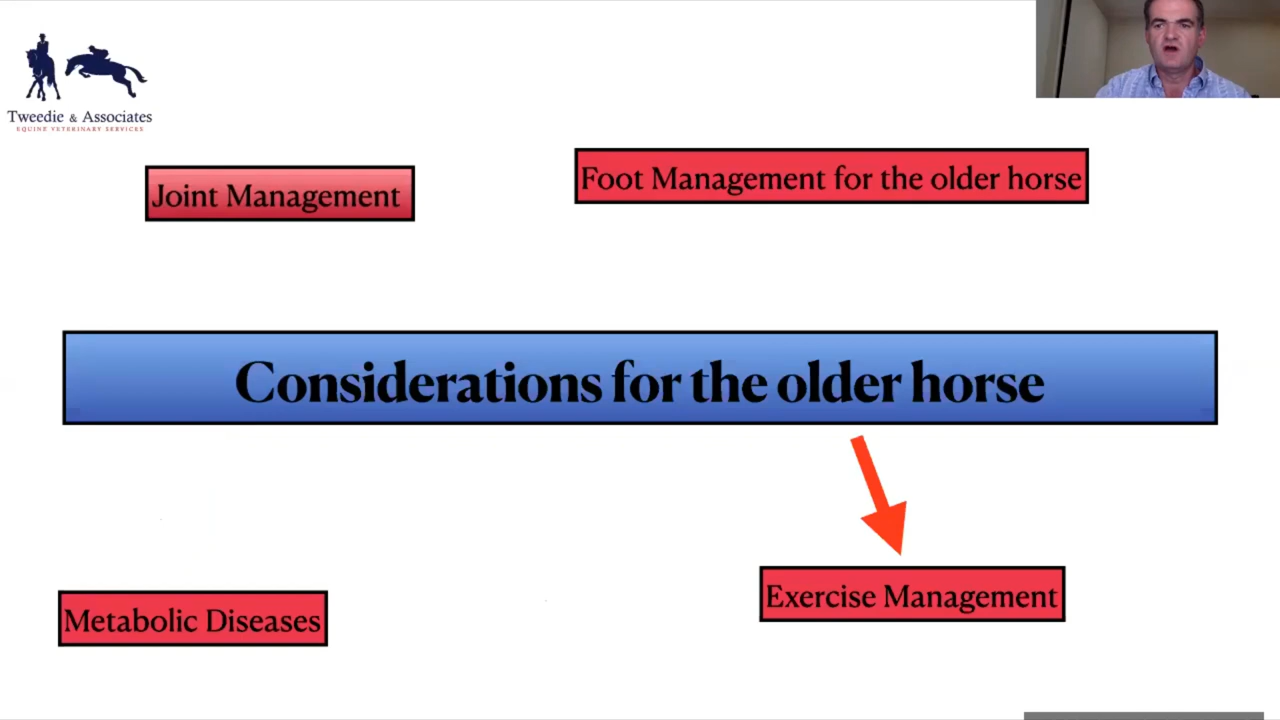 Tweedie & Associates
EQUINE VETERINARY SERVICES
Joint Management
Foot Management for the older horse
Considerations for the older horse
Metabolic Diseases
Exercise Management